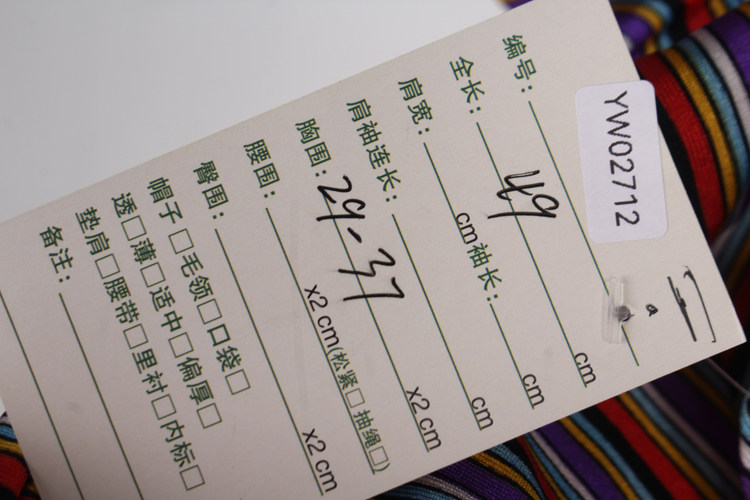 编号: YW02712
全长: 49 cm
肩宽: cm 袖长: cm
肩袖连长: cm
胸围: 29-37 x2 cm
腰围: x2 cm(松紧□ 抽绳□)
臀围: x2 cm
帽子□毛领□口袋□
透□薄□适中□偏厚□
垫肩□腰带□里衬□内标□
备注: